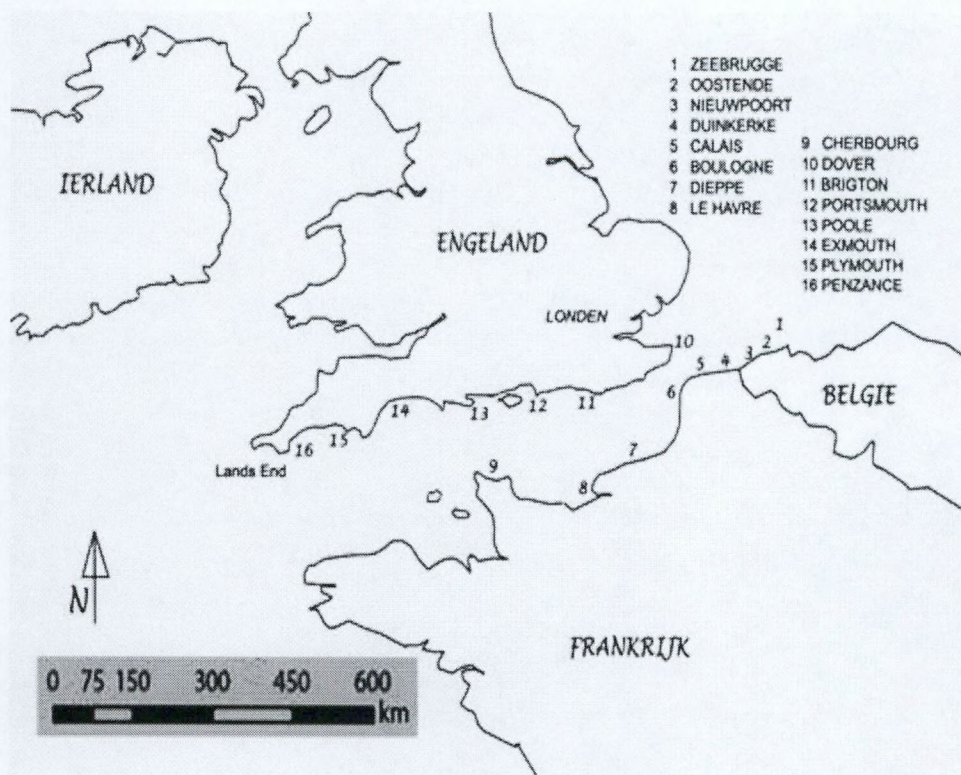 1 ZEEBRUGGE
2 OOSTENDE
3 NIEUWPOORT
4 DUINKERKE
5 CALAIS
6 BOULOGNE
7 DIEPPE
8 LE HAVRE
9 CHERBOURG
10 DOVER
11 BRIGTON
12 PORTSMOUTH
13 POOLE
14 EXMOUTH
15 PLYMOUTH
16 PENZANCE
IERLAND
ENGELAND
LONDEN
10
1
2
3
4
5
6
BELGIE
14
13
12
11
16
15
Lands End
7
9
8
N
FRANKRIJK
0 75 150 300 450 600
km